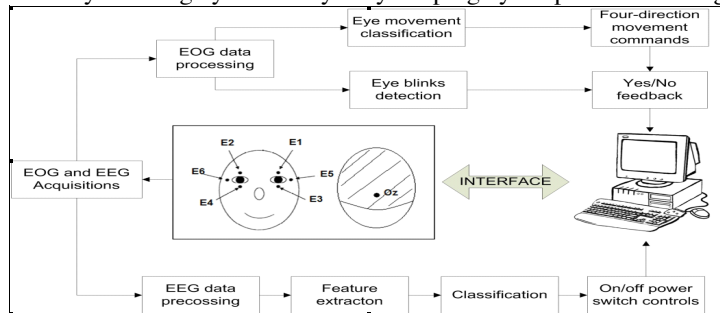 Eye movement
classification
Four-direction
movement
commands
EOG data
processing
Eye blinks
detection
Yes/No
feedback
EOG and EEG
Acquisitions
E2
E1
E6
E5
E4
E3
Oz
INTERFACE
EEG data
precossing
Feature
extracton
Classification
On/off power
switch controls